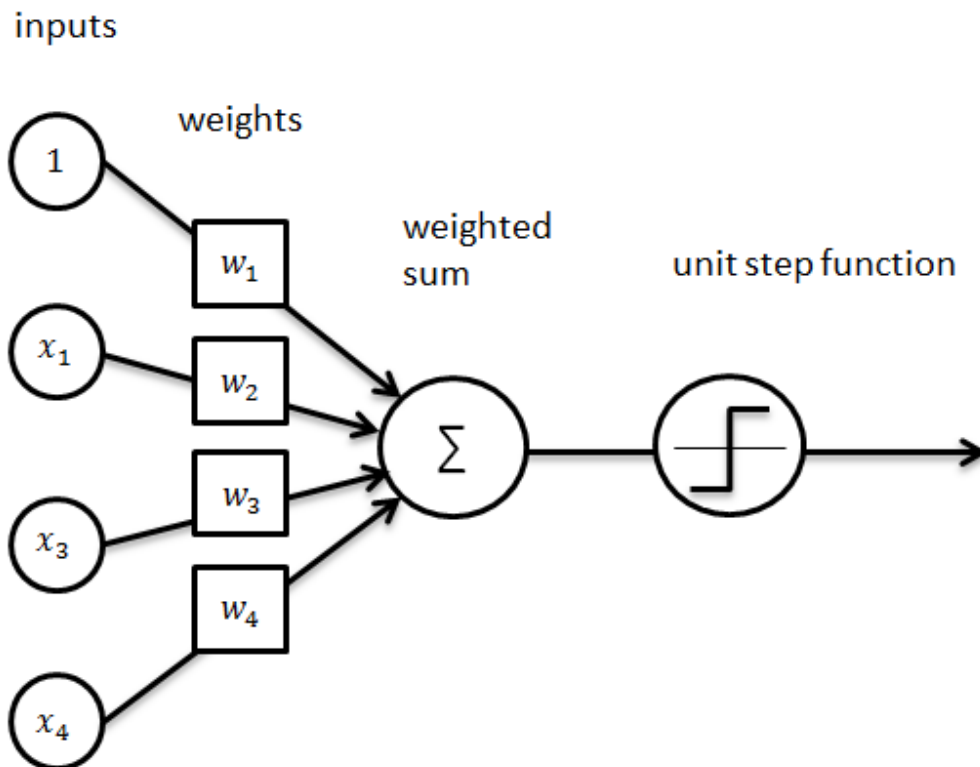 inputs
weights
1
w₁
weighted
sum
unit step function
x₁
w₂
Σ
w₃
x₃
w₄
x₄